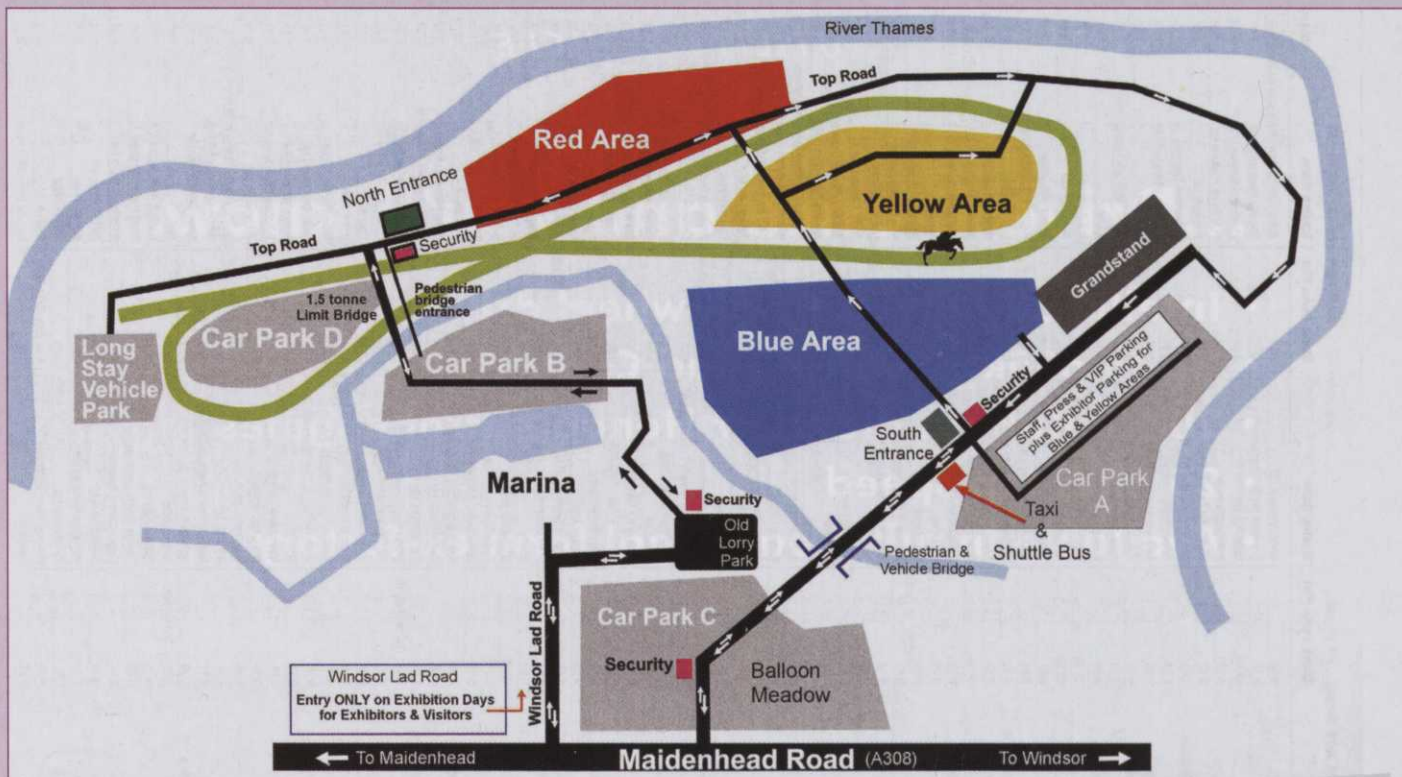 River Thames
Top Road
Red Area
North Entrance
Yellow Area
Security
Top Road
Grandstand
Pedestrian
bridge
entrance
1.5 tonne
Limit Bridge
Car Park D
Long
Stay
Vehicle
Park
Car Park B
Blue Area
Security
Staff, Press & VIP Parking
plus Exhibitor Parking for
Blue & Yellow Areas
South
Entrance
Car Park
A
Marina
Security
Taxi
&
Shuttle Bus
Old
Lorry
Park
Pedestrian &
Vehicle Bridge
Windsor Lad Road
Car Park C
Security
Balloon
Meadow
Windsor Lad Road
Entry ONLY on Exhibition Days
for Exhibitors & Visitors
To Maidenhead
Maidenhead Road (A308)
To Windsor